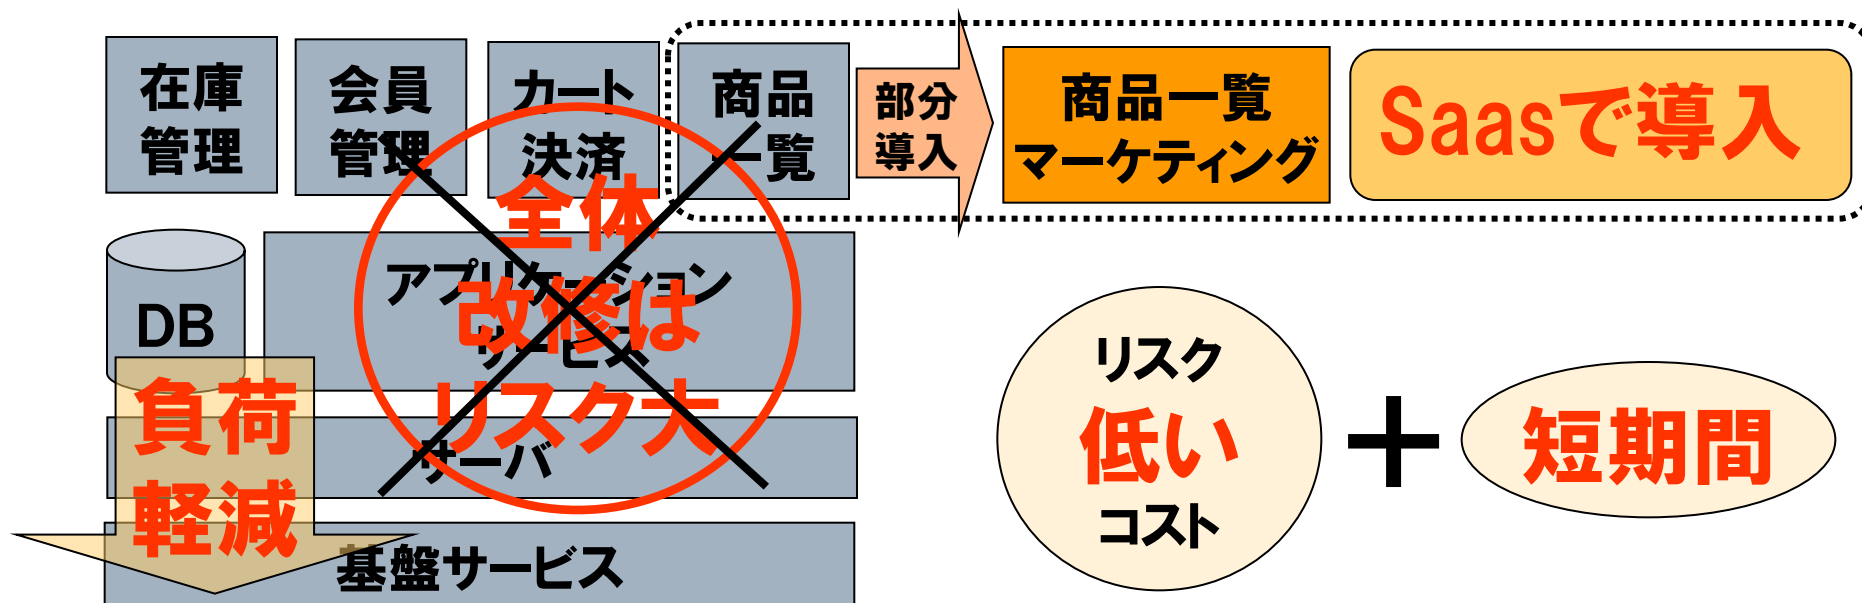 在庫
管理
会員
管理
カート
決済
商品
一覧
部分
導入
商品一覧
マーケティング
Saasで導入
全体
改修は
リスク大
アプリケーション
サービス
DB
負荷
軽減
サーバ
基盤サービス
リスク
低い
コスト
+
短期間